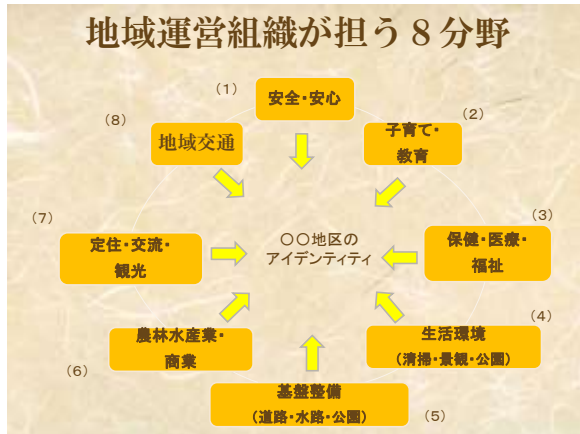 地域運営組織が担う８分野
（１）
安全・安心
（２）
子育て・
教育
（３）
保健・医療・
福祉
（４）
生活環境
（清掃・景観・公園）
（５）
基盤整備
（道路・水路・公園）
（６）
農林水産業・
商業
（７）
定住・交流・
観光
（８）
地域交通
〇〇地区の
アイデンティティ